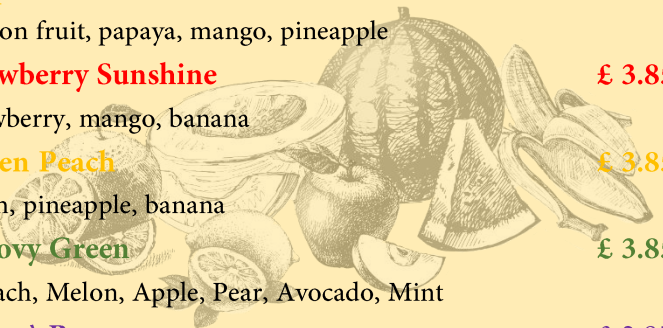 on fruit, papaya, mango, pineapple
wberry Sunshine £ 3.8
wberry, mango, banana
en Peach £ 3.8
, pineapple, banana
ovy Green £ 3.85
ach, Melon, Apple, Pear, Avocado, Mint